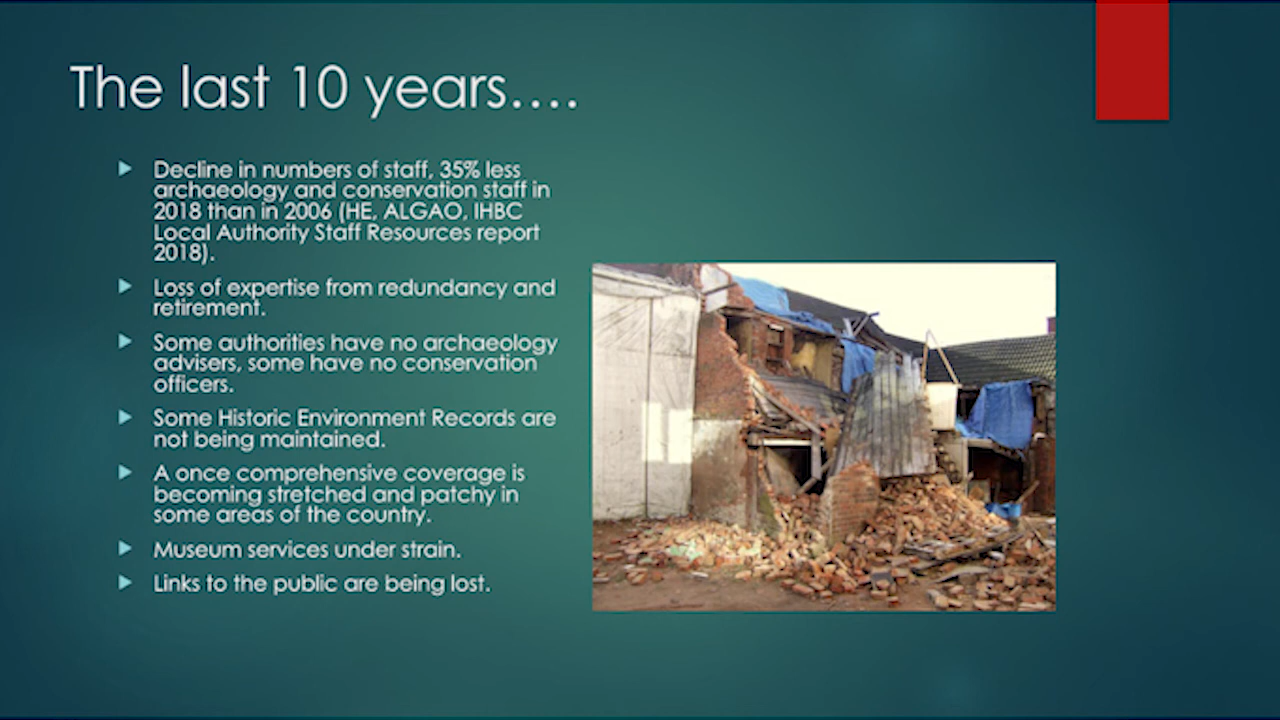 The last 10 years....
Decline in numbers of staff, 35% less
archaeology and conservation staff in
2018 than in 2006 (HE, ALGAO, IHBC
Local Authority Staff Resources report
2018).
Loss of expertise from redundancy and
retirement.
Some authorities have no archaeology
advisers, some have no conservation
officers.
Some Historic Environment Records are
not being maintained.
A once comprehensive coverage is
becoming stretched and patchy in
some areas of the country.
Museum services under strain.
Links to the public are being lost.